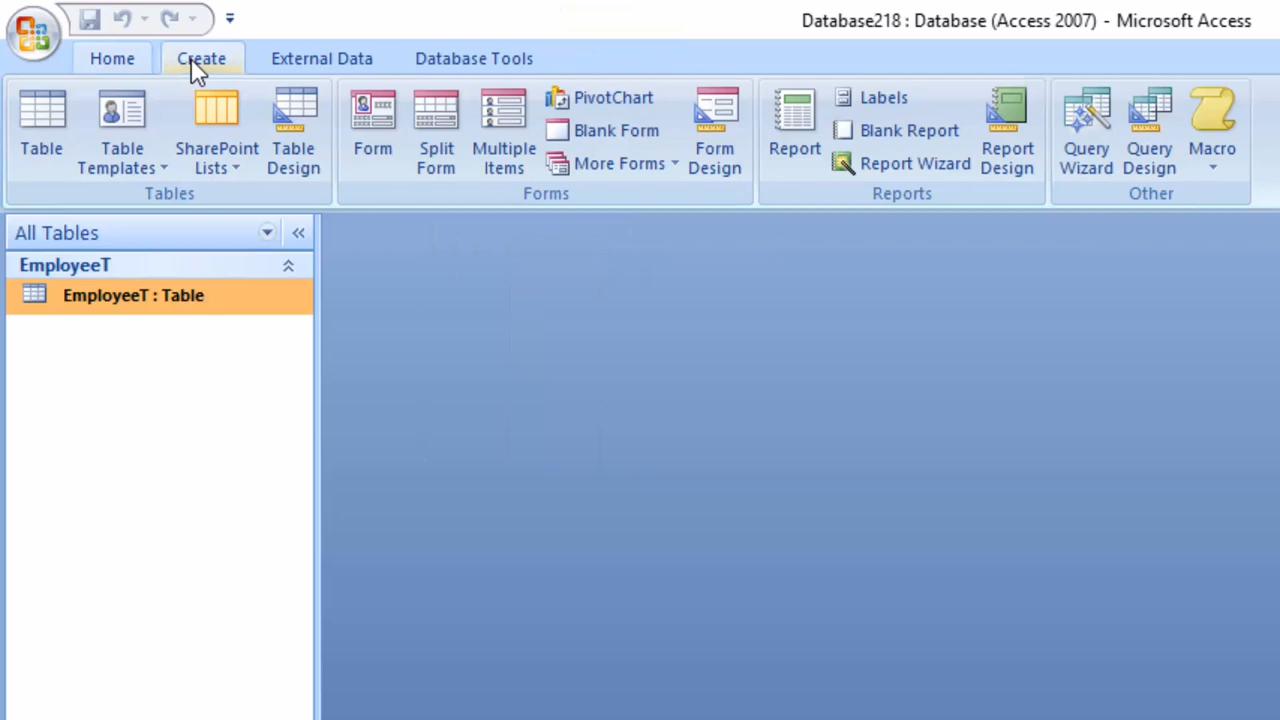 Database218 : Database (Access 2007) - Microsoft Access
Home Create External Data Database Tools
Table
Table Templates
SharePoint Lists
Table Design
Tables
Form
Split Form
Multiple Items
PivotChart
Blank Form
More Forms
Form Design
Forms
Report
Labels
Blank Report
Report Wizard
Report Design
Reports
Query Wizard
Query Design
Macro
Other
All Tables
EmployeeT
EmployeeT : Table